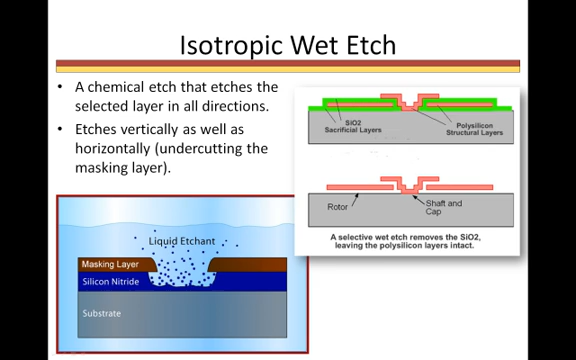 Isotropic Wet Etch
• A chemical etch that etches the
selected layer in all directions.
• Etches vertically as well as
horizontally (undercutting the
masking layer).
SiO2
Sacrificial Layers
Polysilicon
Structural Layers
Rotor
Shaft and
Cap
A selective wet etch removes the SiO2,
leaving the polysilicon layers intact.
Liquid Etchant
Masking Layer
Silicon Nitride
Substrate